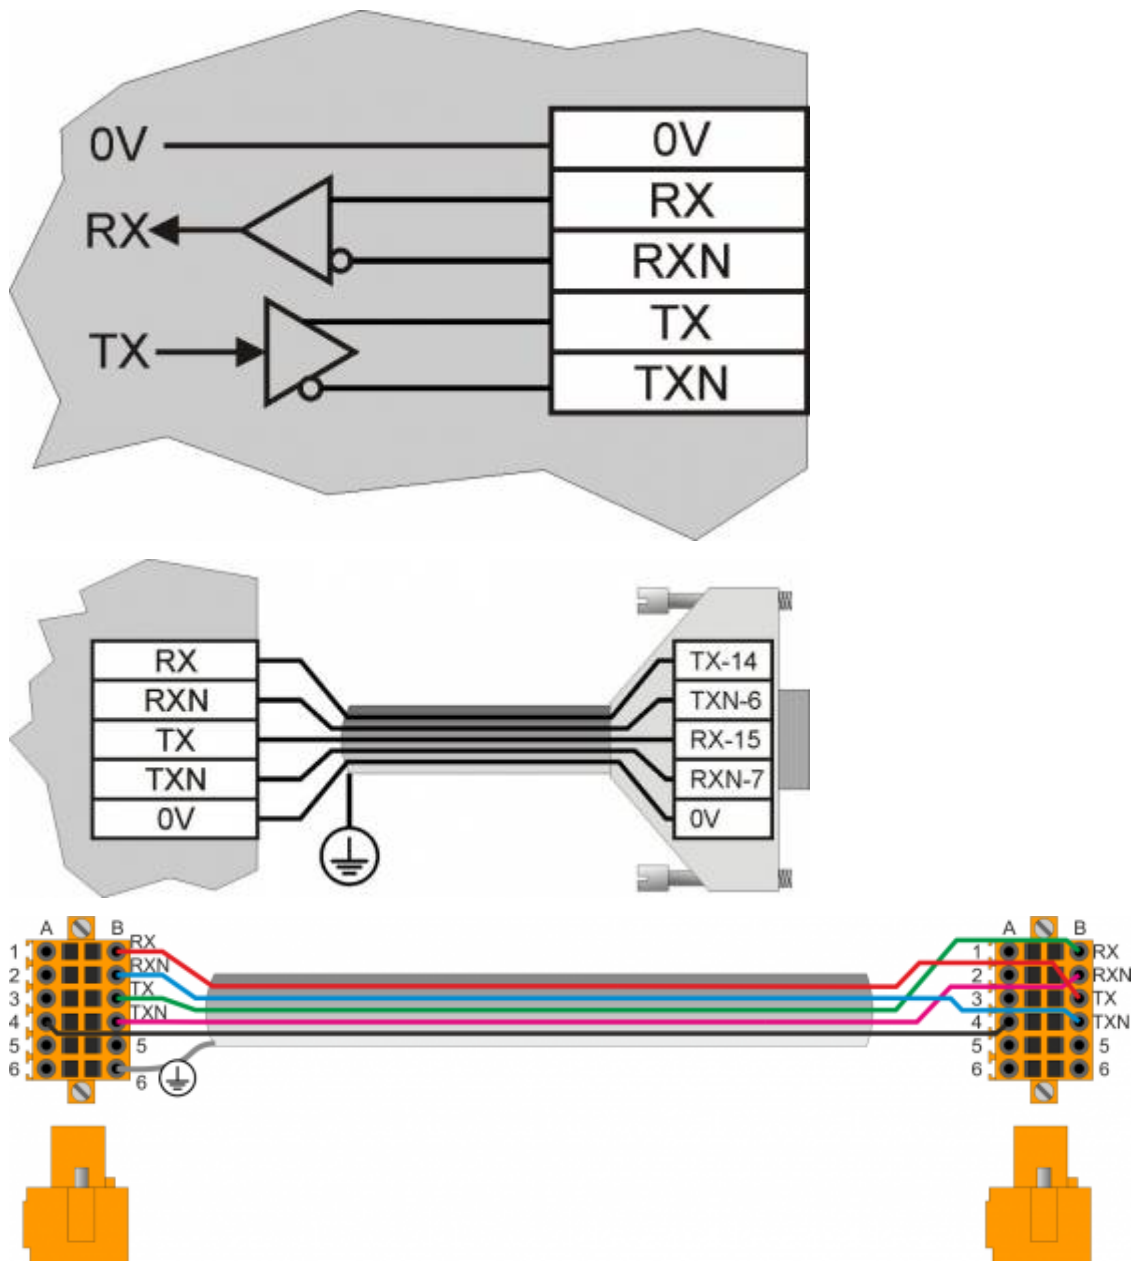 0V 0V
RX RX
RXN
TX TX
TXN
RX TX-14
RXN TXN-6
TX RX-15
TXN RXN-7
0V 0V
A B A B
1 RX 1 RX
2 RXN 2 RXN
3 TX 3 TX
4 TXN 4 TXN
5 5 5 5
6 6 6 6